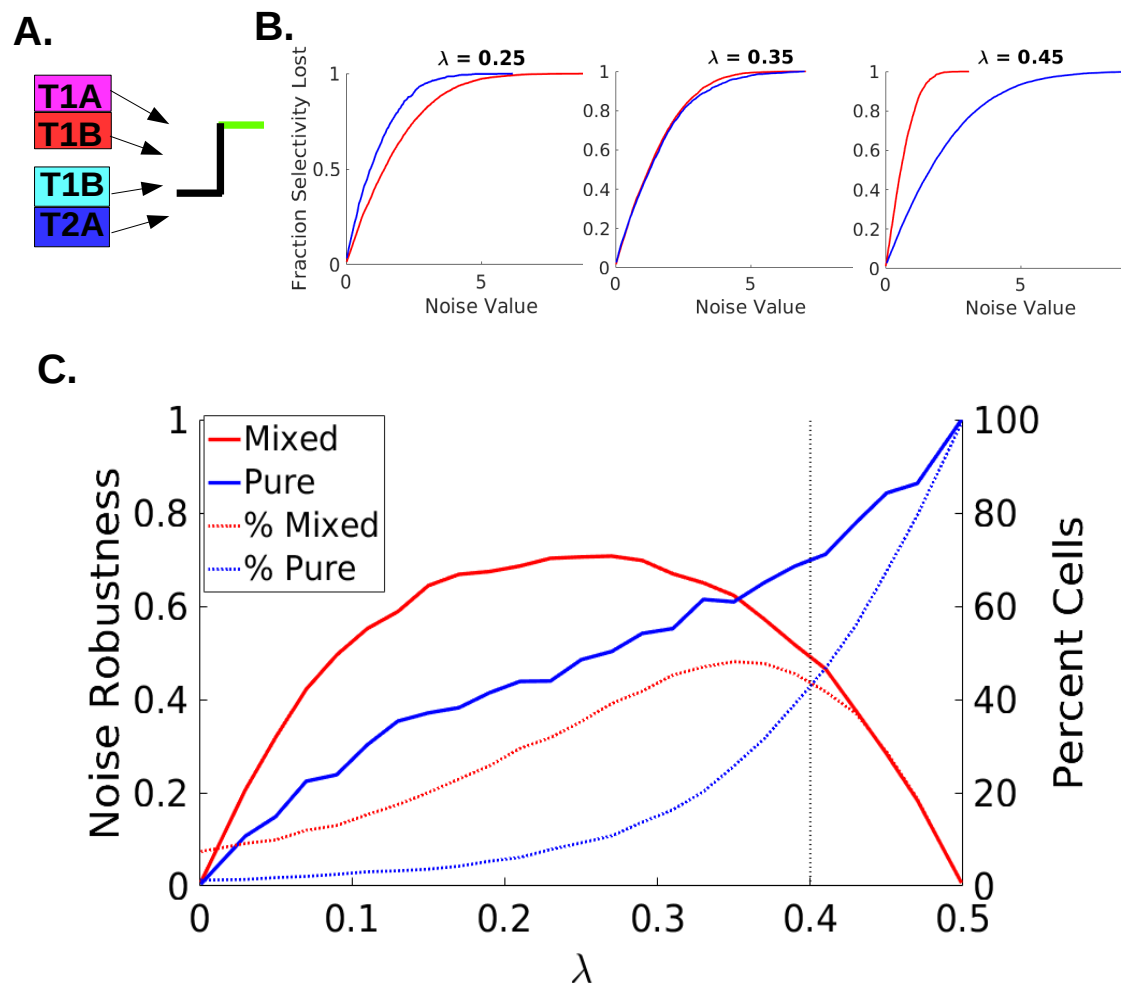 A.
T1A
T1B
T1B
T2A
B.
λ = 0.25
λ = 0.35
λ = 0.45
Fraction Selectivity Lost
1
0.5
0
0
5
Noise Value
1
0.8
0.6
0.4
0.2
0
0
5
Noise Value
1
0.8
0.6
0.4
0.2
0
0
5
Noise Value
C.
Mixed
Pure
% Mixed
% Pure
Noise Robustness
1
0.8
0.6
0.4
0.2
0
100
80
60
40
20
0
Percent Cells
0
0.1
0.2
0.3
0.4
0.5
λ